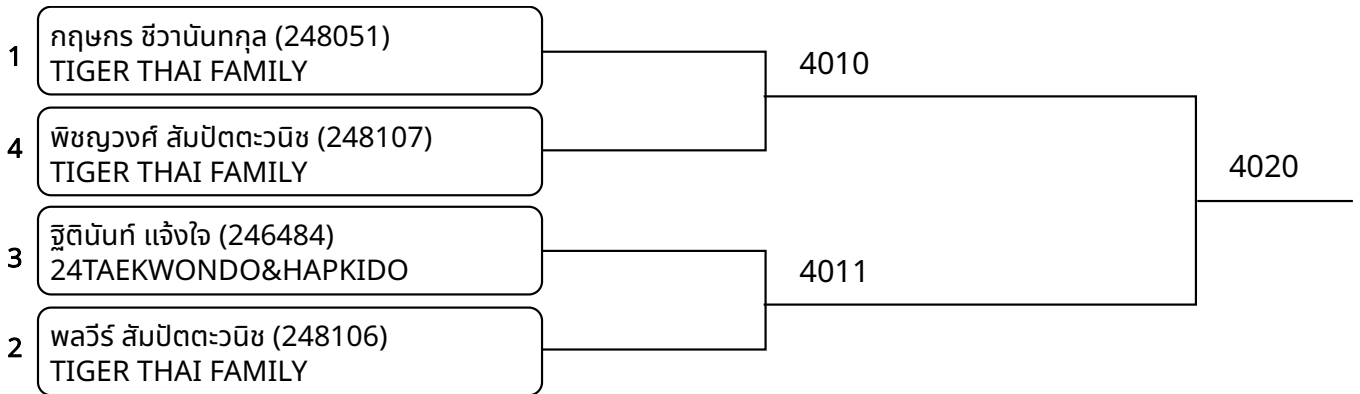 1
กฤษกร ชีวานันทกุล (248051)
TIGER THAI FAMILY
4010
4
พิชญวงศ์ สัมปัตตะวนิช (248107)
TIGER THAI FAMILY
4020
3
ฐิตินันท์ แจ้งใจ (246484)
24TAEKWONDO&HAPKIDO
4011
2
พลวีร์ สัมปัตตะวนิช (248106)
TIGER THAI FAMILY